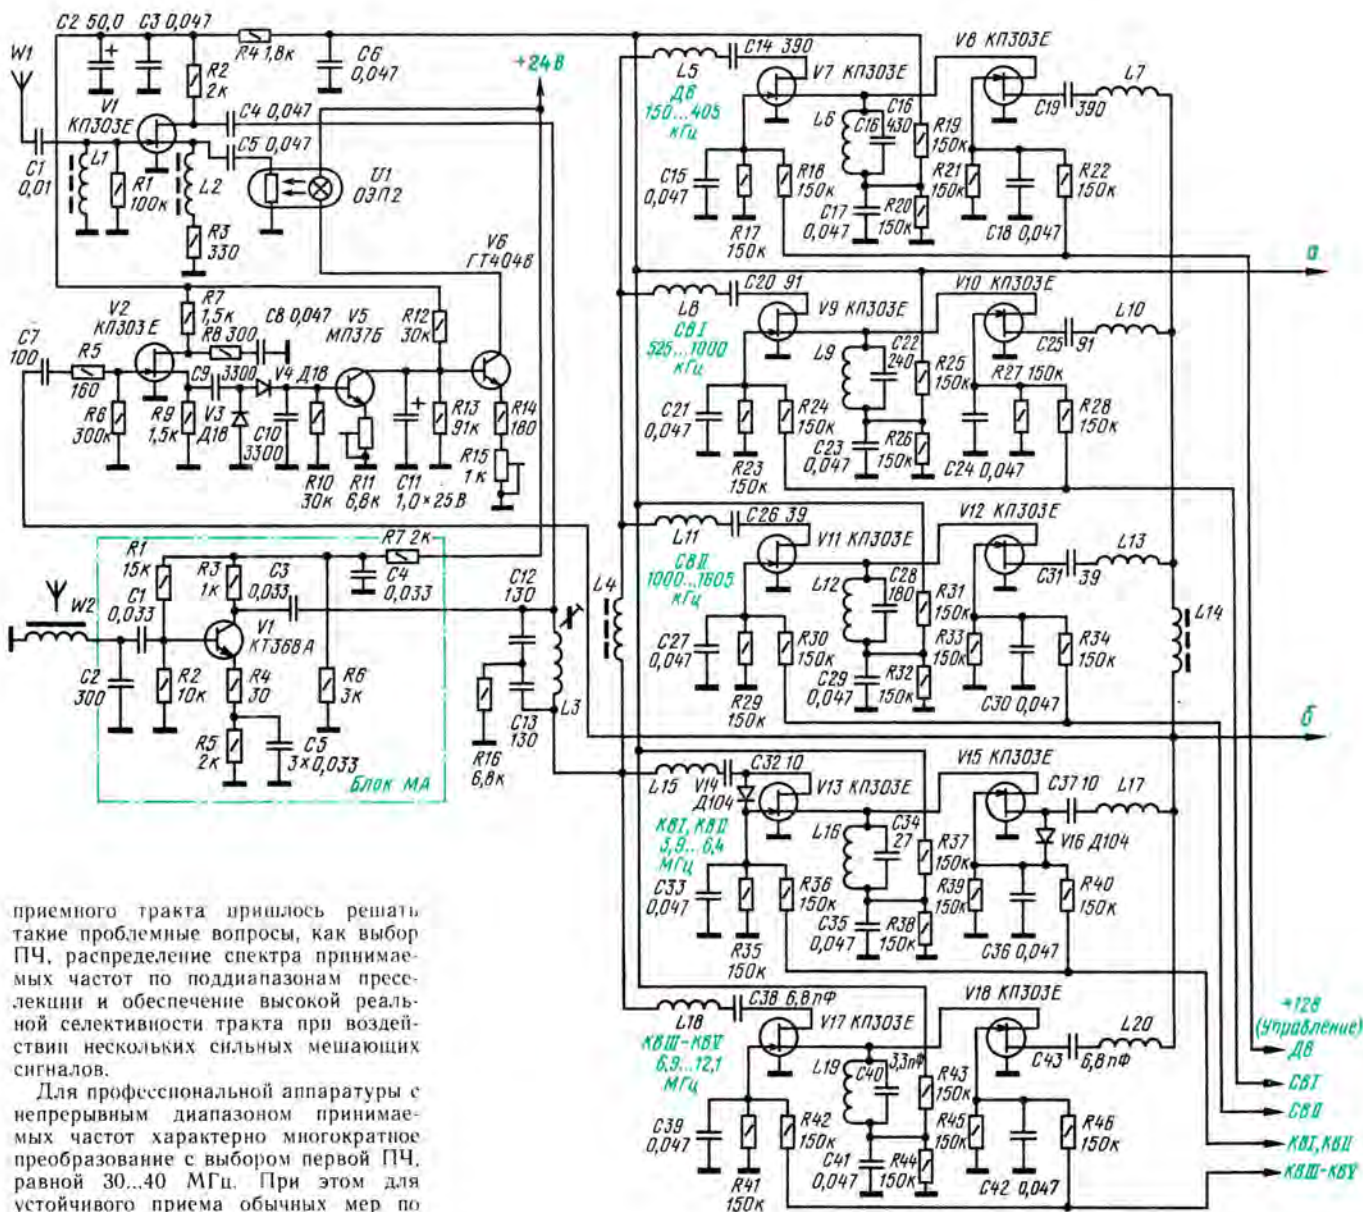 C2 50,0
C3 0,047
W1
R4 1,8к
C6
0,047
+24В
R2
2к
V1
КП303Е
C4 0,047
C5 0,047
C1
0,01
L1
R1
100к
L2
U1
ОЭП2
R3
330
V6
ГТ404В
V2
КП303Е
R7
1,5к
R8 300
C8 0,047
V5
МП37Б
R12
30к
C7
100
R5
160
C9
3300
V4 Д18
R6
300к
R9
1,5к
V3
Д18
C10
3300
R10
30к
R11
6,8к
C11
1,0×25В
R13
91к
R14
180
R15
1к
R1
15к
R3
1к
C3
0,033
R7 2к
C4
0,033
W2
C1
0,033
V1
КТ368А
C2
300
R2
10к
R4
30
R6
3к
R5
2к
C5
3×0,033
Блок МА
C12
130
C13
130
L3
R16
6,8к
L4
L5
C14 390
ДВ
150...405
кГц
V7 КП303Е
V8 КП303Е
L7
C19
390
L6
C16
C16
430
R19
150к
C15
0,047
R17
150к
R18
150к
C17
0,047
R20
150к
R21
150к
C18 0,047
R22
150к
а
L8
C20 91
СВI
525...1000
кГц
V9 КП303Е
V10 КП303Е
L10
C25
91
L9
C22
240
R25
150к
C21
0,047
R23
150к
R24
150к
C23
0,047
R26
150к
R27 150к
C24 0,047
R28
150к
L11
C26 39
СВII
1000...1605
кГц
V11 КП303Е
V12 КП303Е
L13
C31
39
L12
C28
180
R31
150к
C27
0,047
R29
150к
R30
150к
C29
0,047
R32
150к
R33
150к
C30 0,047
R34
150к
L14
б
L15
V14
Д104
C32 10
КВI, КВII
3,9...6,4
МГц
V13 КП303Е
V15 КП303Е
C37 10
L17
V16 Д104
L16
C34
27
R37
150к
C33
0,047
R35
150к
R36
150к
C35
0,047
R38
150к
R39
150к
C36 0,047
R40
150к
L18
C38 6,8пФ
КВIII–КВV
6,9...12,1
МГц
V17 КП303Е
V18 КП303Е
L20
C43
6,8пФ
L19
C40
3,3пФ
R43
150к
C39
0,047
R41
150к
R42
150к
C41
0,047
R44
150к
R45
150к
C42 0,047
R46
150к
+12В
(Управление)
ДВ
СВI
СВII
КВI, КВII
КВIII–КВV
приемного тракта пришлось решать
такие проблемные вопросы, как выбор
ПЧ, распределение спектра принимае-
мых частот по поддиапазонам пресе-
лекции и обеспечение высокой реаль-
ной селективности тракта при воздей-
ствии нескольких сильных мешающих
сигналов.
Для профессиональной аппаратуры с
непрерывным диапазоном принимае-
мых частот характерно многократное
преобразование с выбором первой ПЧ,
равной 30...40 МГц. При этом для
устойчивого приема обычных мер по